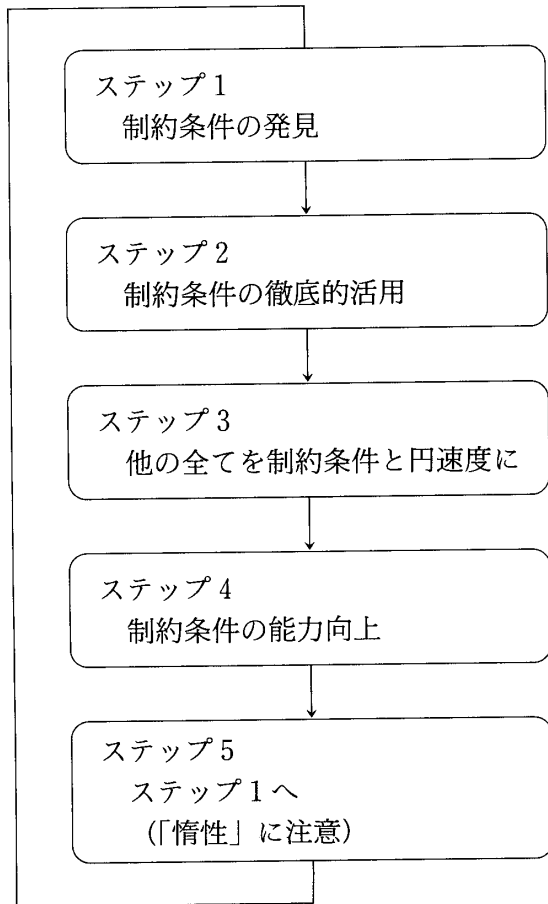 ステップ1
制約条件の発見
ステップ2
制約条件の徹底的活用
ステップ3
他の全てを制約条件と円速度に
ステップ4
制約条件の能力向上
ステップ5
ステップ1へ
(「惰性」に注意)